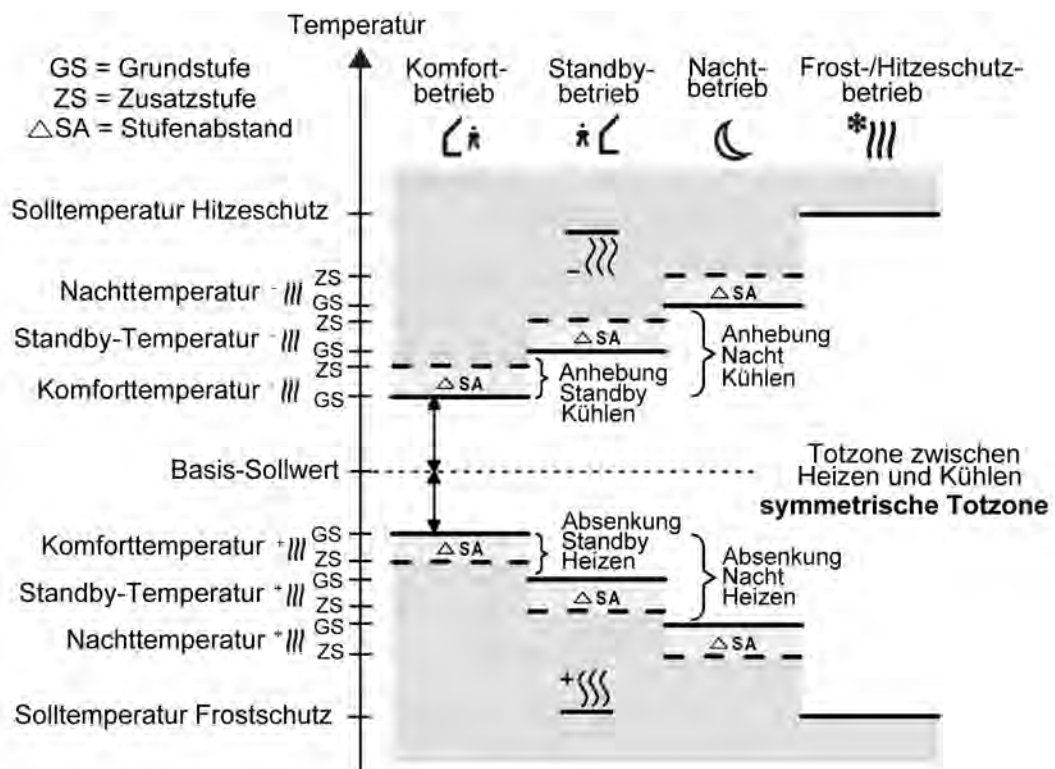 Temperatur
GS = Grundstufe
ZS = Zusatzstufe
△SA = Stufenabstand
Komfort-
betrieb
Standby-
betrieb
Nacht-
betrieb
Frost-/Hitzeschutz-
betrieb
Solltemperatur Hitzeschutz
Nachttemperatur -
ZS
GS
△ SA
Standby-Temperatur -
ZS
GS
△ SA
Komforttemperatur -
ZS
GS
△ SA
-
Anhebung
Standby
Kühlen
Anhebung
Nacht
Kühlen
Basis-Sollwert
Totzone zwischen
Heizen und Kühlen
symmetrische Totzone
Komforttemperatur +
GS
ZS
△ SA
Absenkung
Standby
Heizen
Absenkung
Nacht
Heizen
Standby-Temperatur +
GS
ZS
△ SA
Nachttemperatur +
GS
ZS
△ SA
+
Solltemperatur Frostschutz